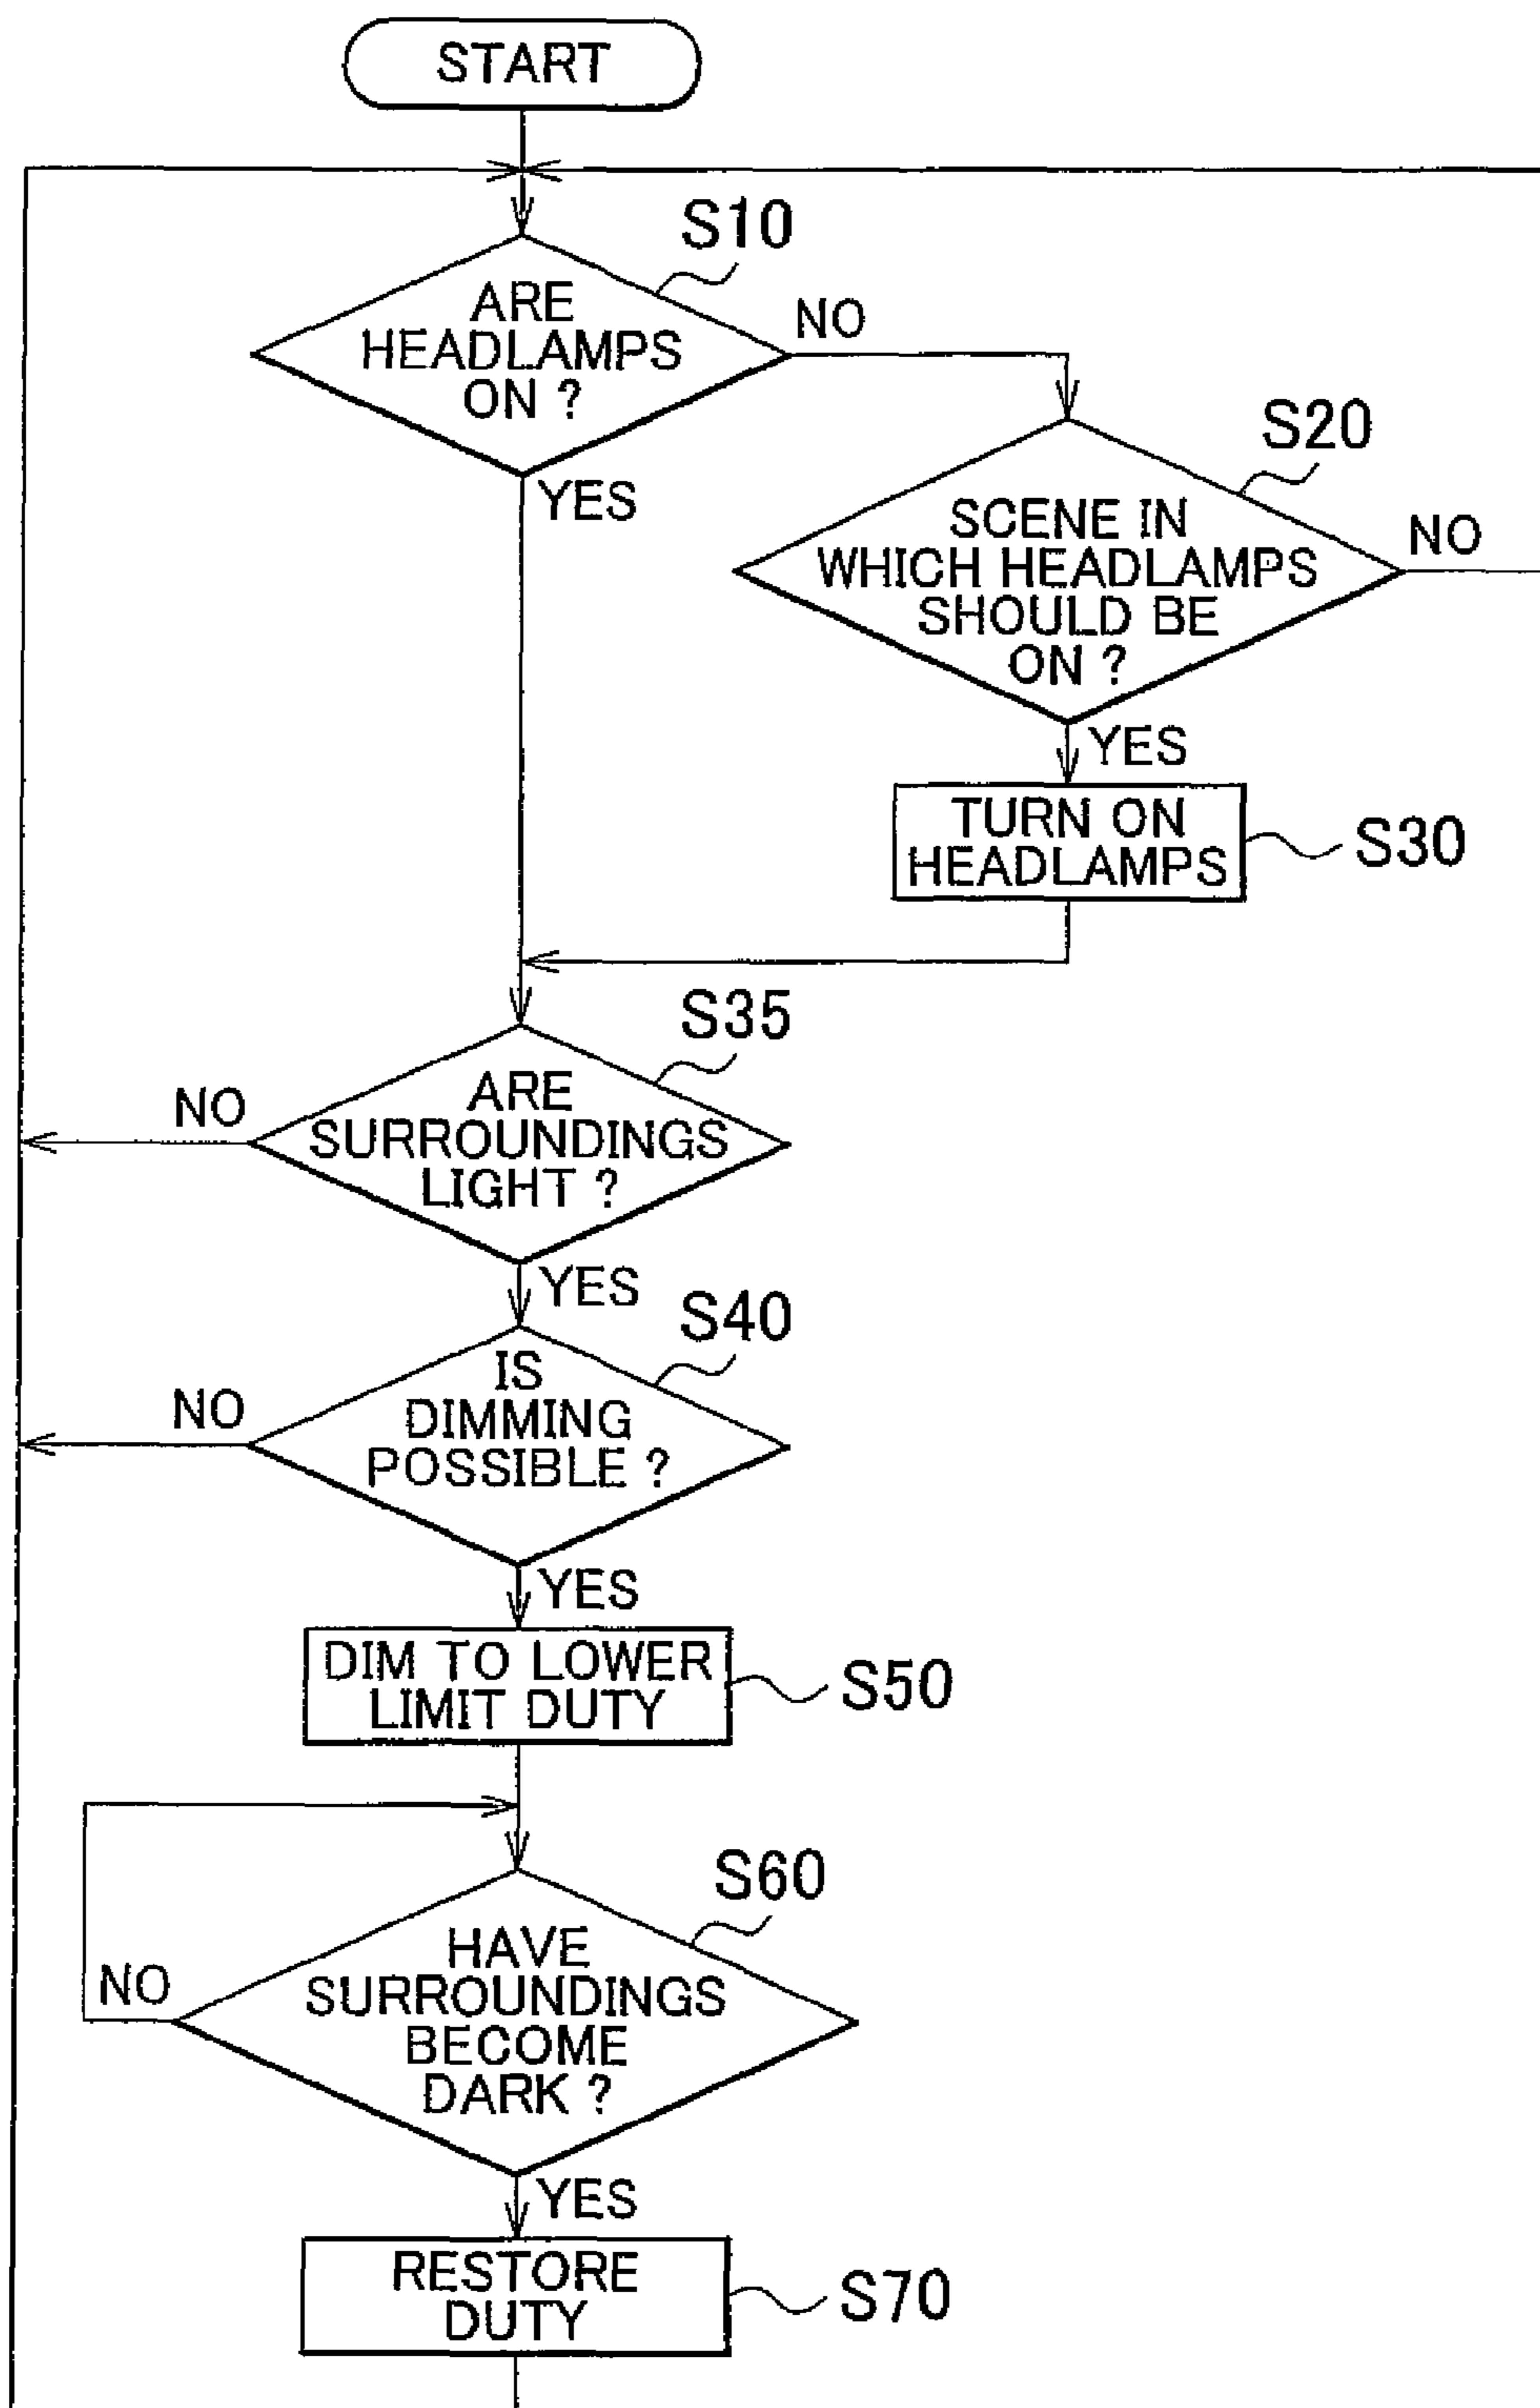 START
S10
ARE
HEADLAMPS
ON ?
NO
YES
S20
SCENE IN
WHICH HEADLAMPS
SHOULD BE
ON ?
NO
YES
TURN ON
HEADLAMPS
S30
S35
ARE
SURROUNDINGS
LIGHT ?
NO
YES
S40
IS
DIMMING
POSSIBLE ?
NO
YES
DIM TO LOWER
LIMIT DUTY
S50
S60
HAVE
SURROUNDINGS
BECOME
DARK ?
NO
YES
RESTORE
DUTY
S70